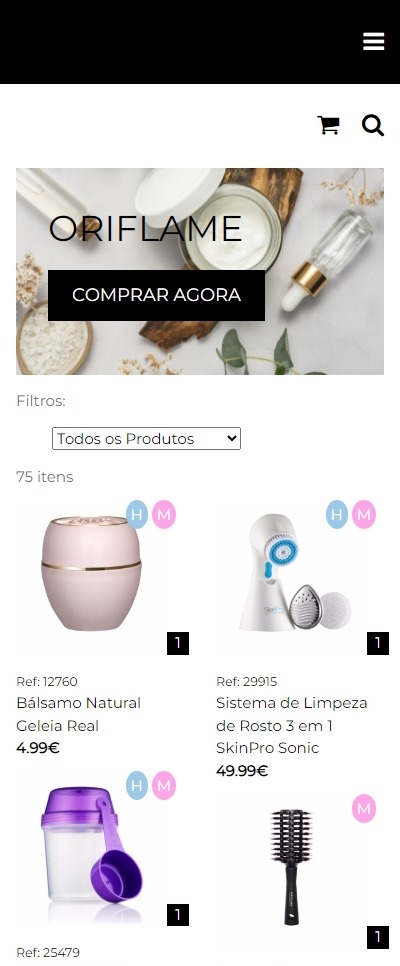 ORIFLAME
COMPRAR AGORA
Filtros:
Todos os Produtos
75 itens
H M
H M
1
1
Ref: 12760
Bálsamo Natural
Geleia Real
4.99€
Ref: 29915
Sistema de Limpeza
de Rosto 3 em 1
SkinPro Sonic
49.99€
H M
M
1
1
Ref: 25479